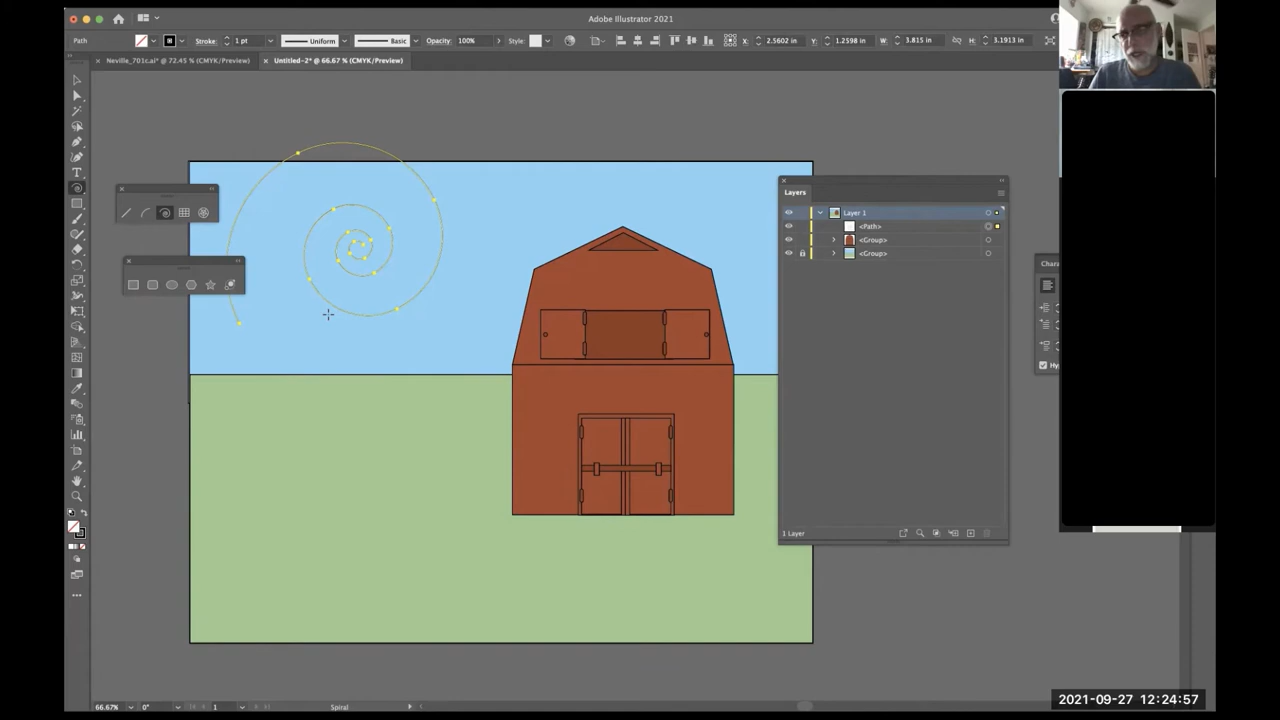 Adobe Illustrator 2021
Path
Stroke:
1 pt
Uniform
Basic
Opacity:
100%
Style:
X:
2.5602 in
Y:
1.2598 in
W:
3.815 in
H:
3.1913 in
Neville_701c.ai* @ 72.45 % (CMYK/Preview)
Untitled-2* @ 66.67 % (CMYK/Preview)
Layers
Layer 1
<Path>
<Group>
<Group>
Chara
Hy
1 Layer
66.67%
0°
1
Spiral
2021-09-27 12:24:57